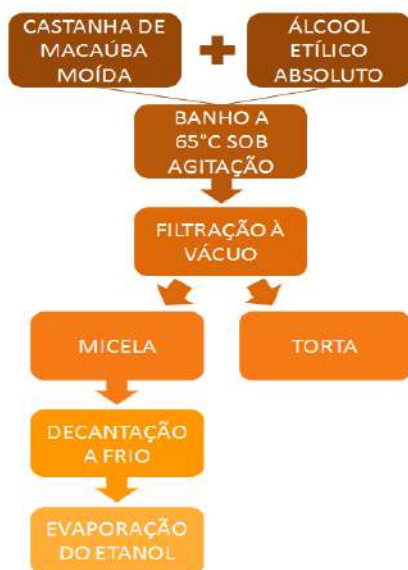 CASTANHA DE
MACAÚBA
MOÍDA
ÁLCOOL
ETÍLICO
ABSOLUTO
BANHO A
65°C SOB
AGITAÇÃO
FILTRAÇÃO À
VÁCUO
MICELA
TORTA
DECANTAÇÃO
A FRIO
EVAPORAÇÃO
DO ETANOL